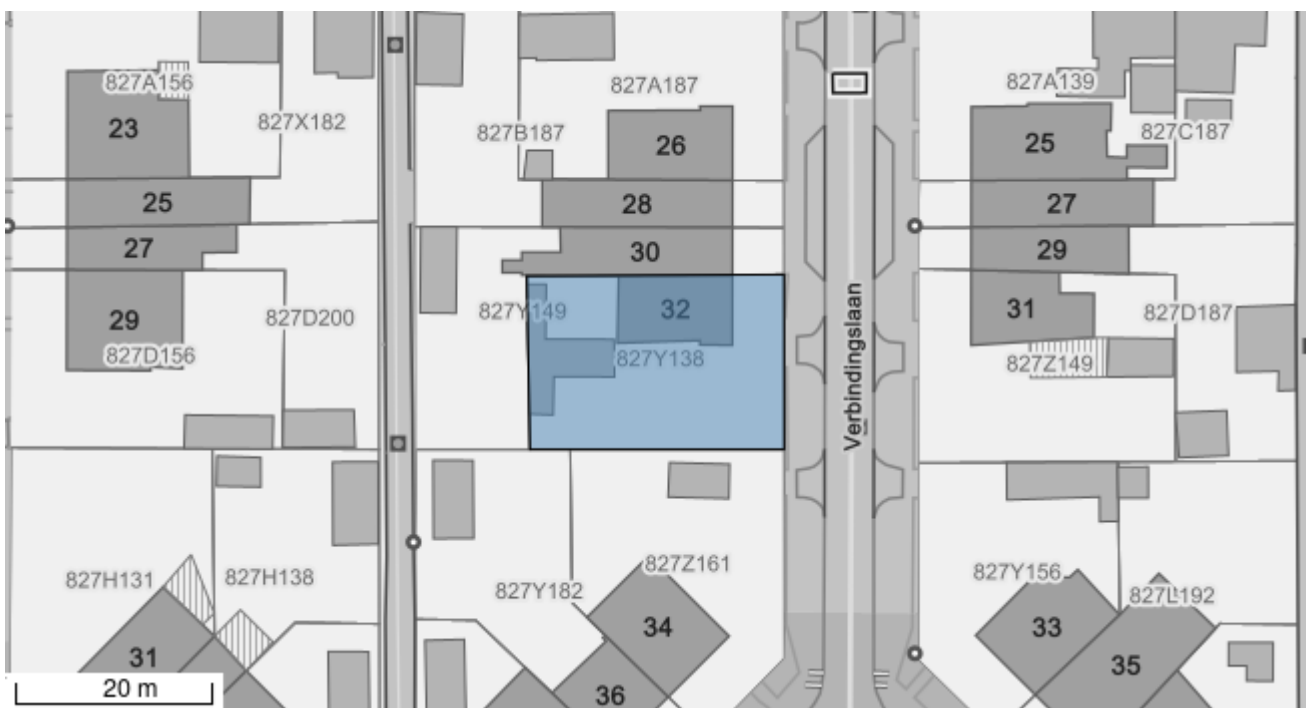 827A156
827A187
827A139
23
827X182
827B187
26
25
827C187
25
28
27
27
30
29
29
827D200
827Y149
32
31
827D187
827D156
827Y138
Verbindingslaan
827Z149
827H131
827H138
827Y182
827Z161
827Y156
827L192
31
34
33
35
36
20 m